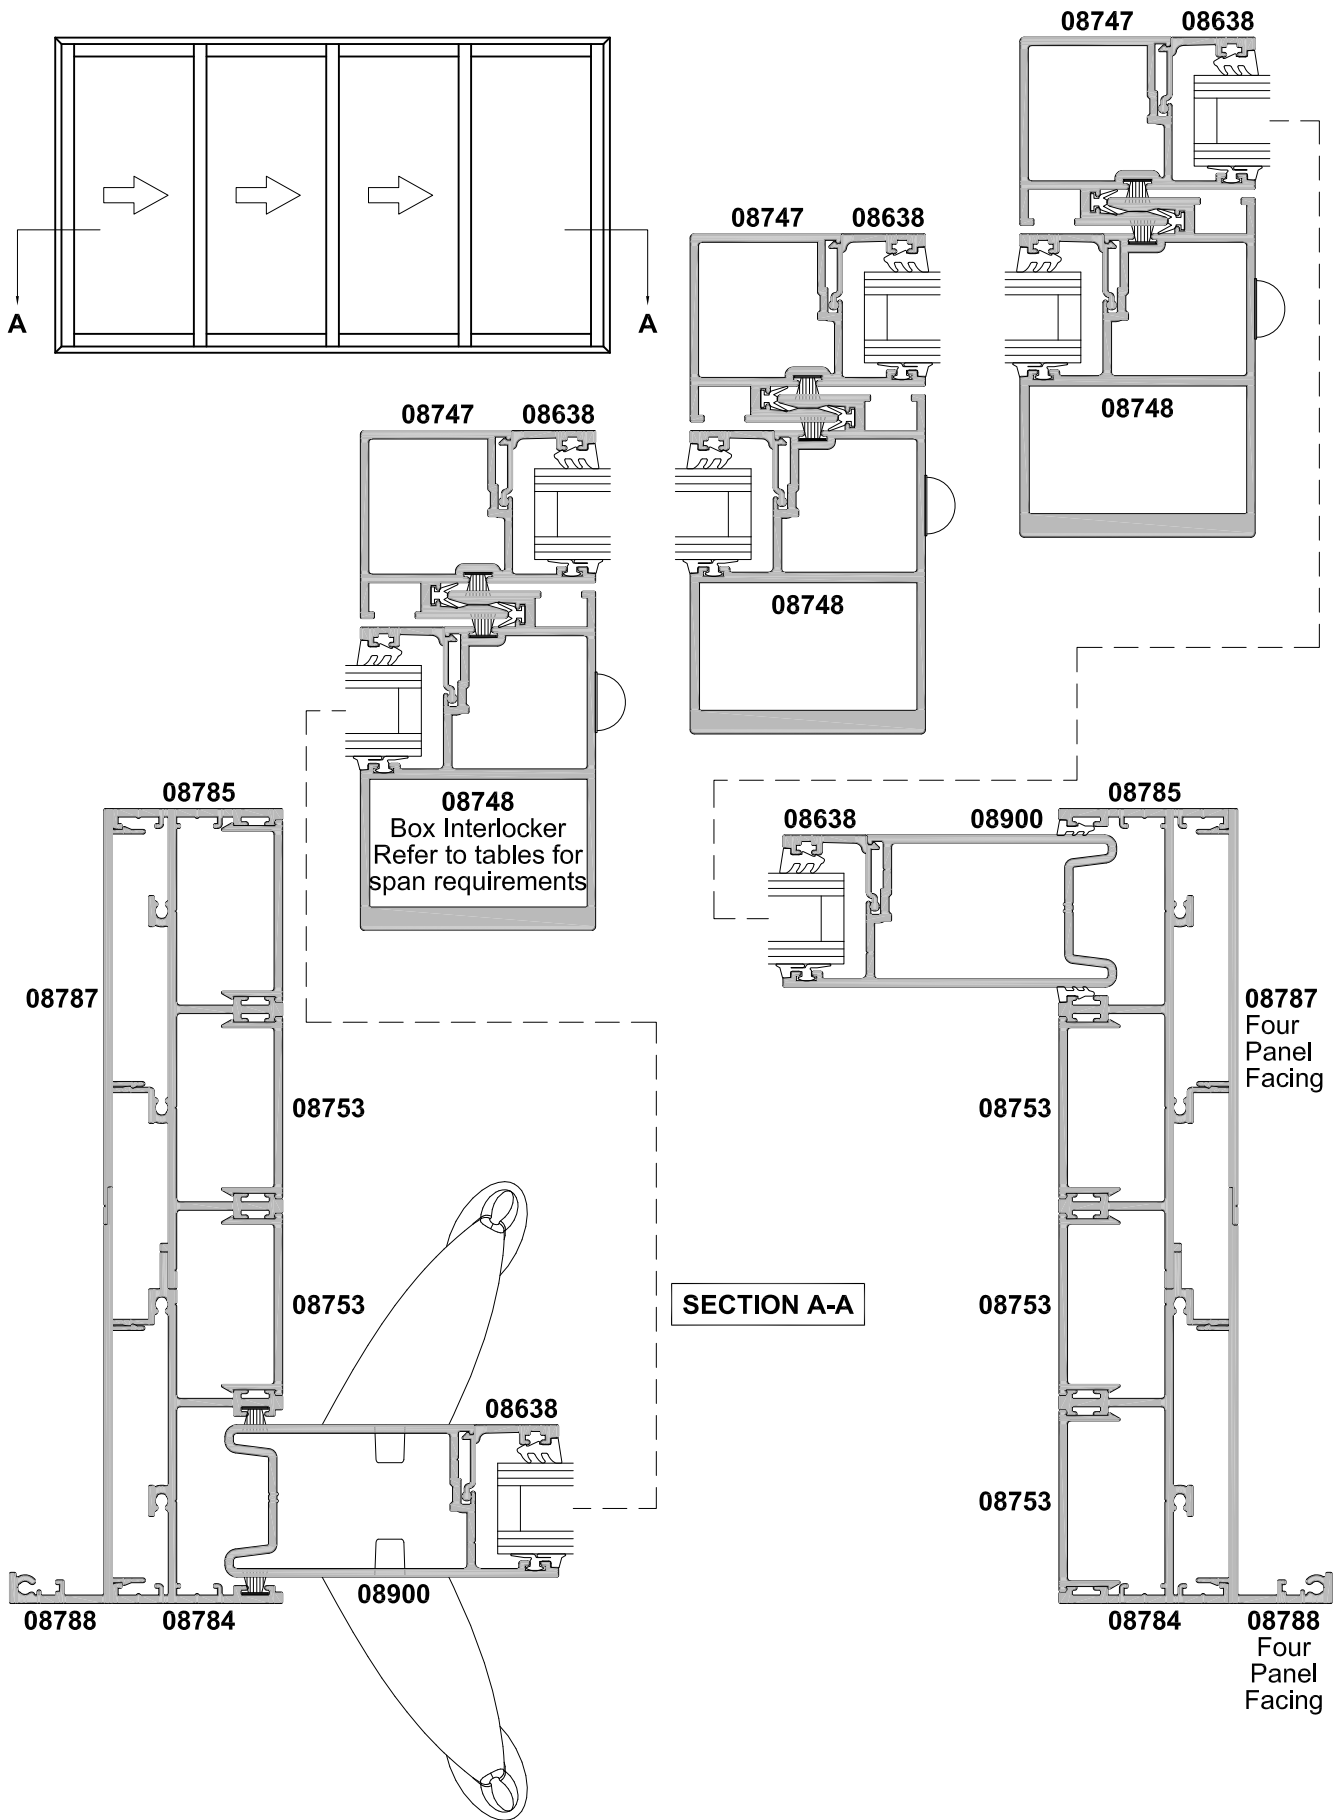 08747 08638
08747 08638
A A
08747 08638
08748
08748
08785
08748
Box Interlocker
Refer to tables for
span requirements
08785
08638 08900
08787
08787
Four
Panel
Facing
08753
08753
08753
08753
SECTION A-A
08638
08753
08900
08788 08784
08784 08788
Four
Panel
Facing